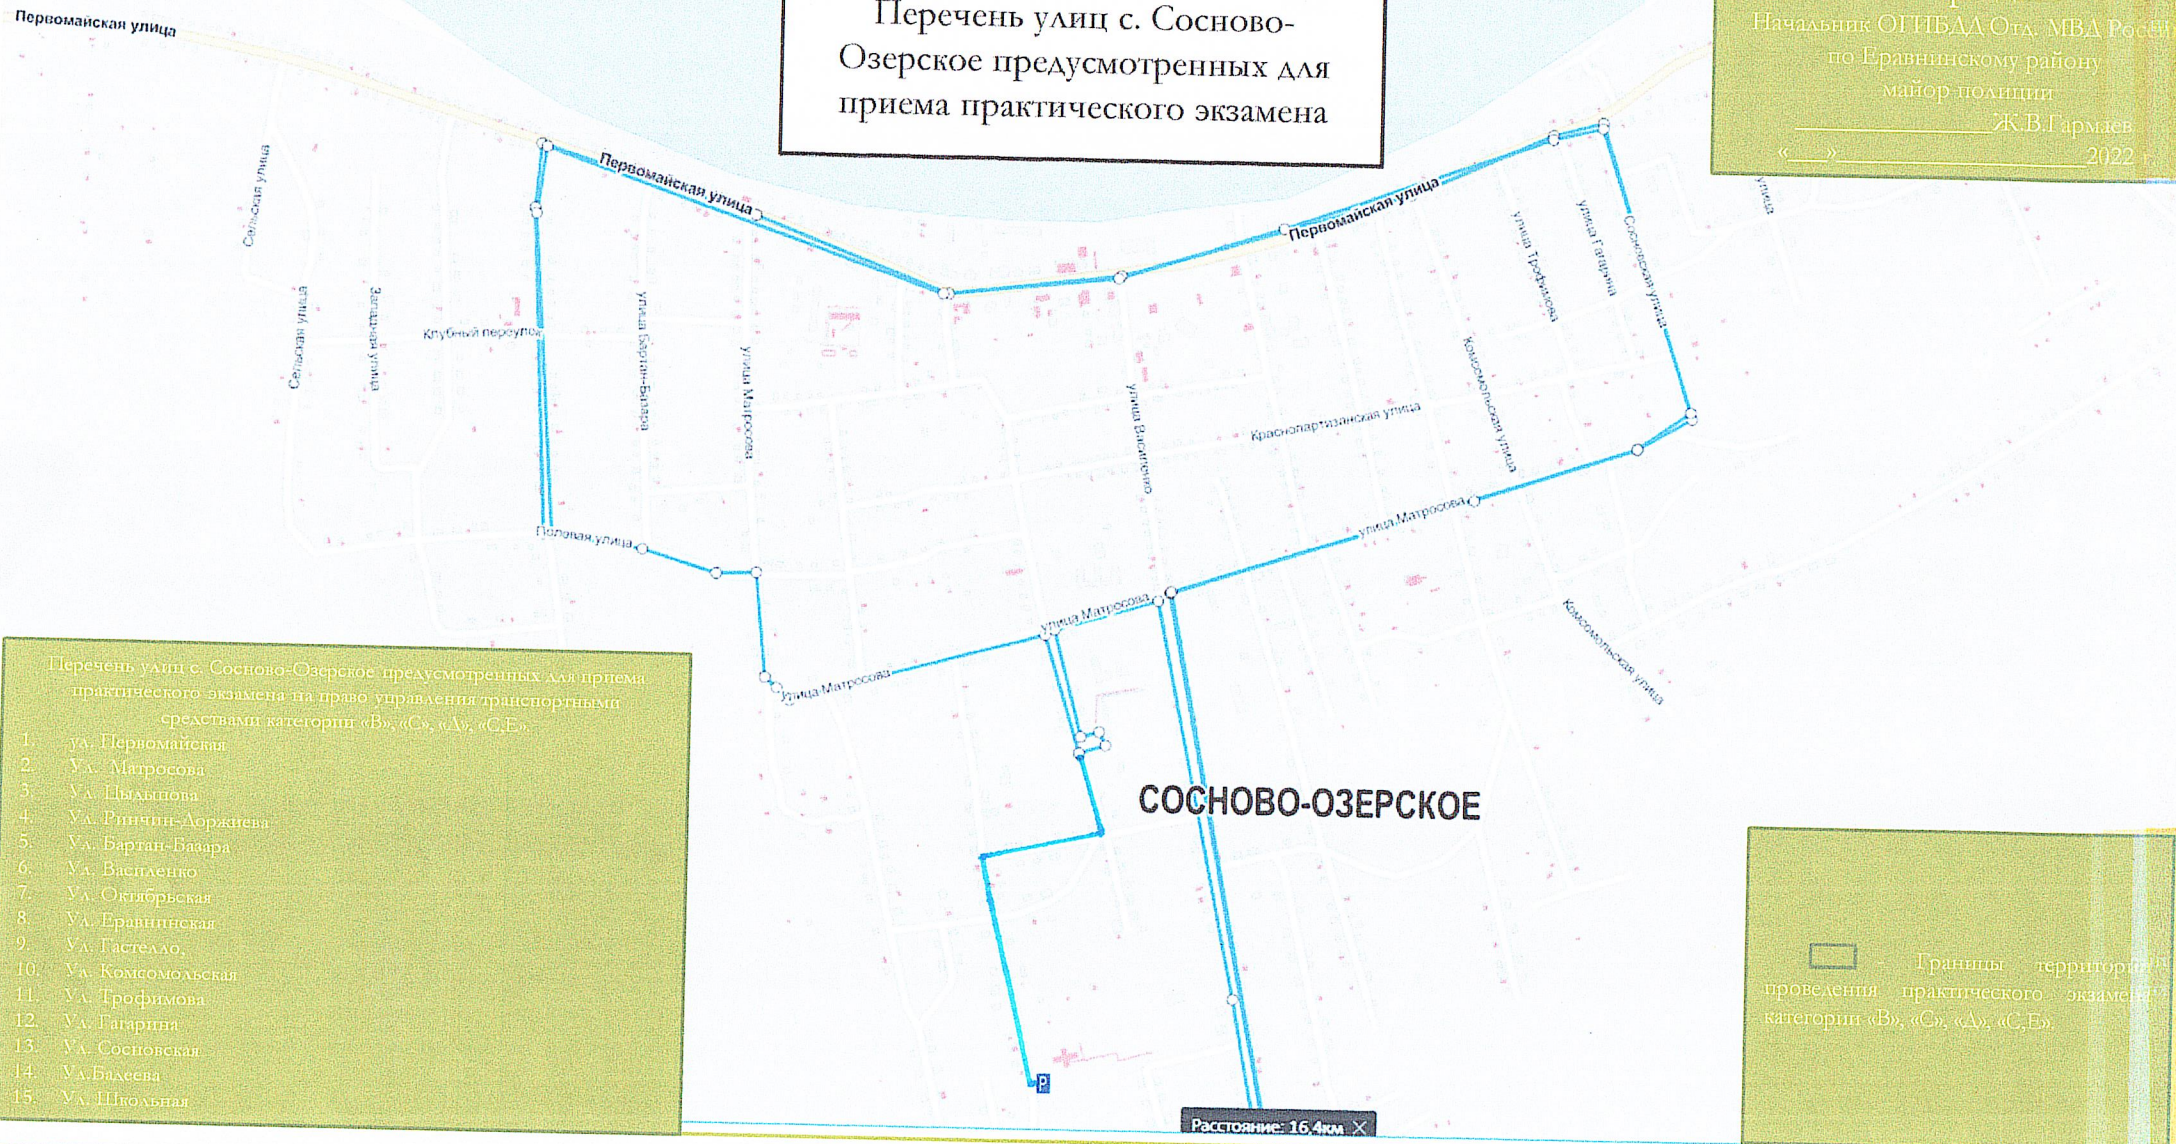 Первомайская улица
Перечень улиц с. Сосново-
Озерское предусмотренных для
приема практического экзамена
Начальник ОГИБДД Отд. МВД России
по Еравнинскому району
майор полиции
Ж.В.Гармаев
«___»____________________2022 г.
Первомайская улица
Первомайская улица
Сельская улица
Сельская улица
Западная улица
Клубный переулок
улица Бартан-Базара
улица Матросова
улица Василенко
Краснопартизанская улица
Комсомольская улица
улица Трофимова
улица Гагарина
Сосновская улица
улица
Полевая улица
улица Матросова
улица Матросова
улица Матросова
Комсомольская улица
СОСНОВО-ОЗЕРСКОЕ
Перечень улиц с. Сосново-Озерское предусмотренных для приема
практического экзамена на право управления транспортными
средствами категории «В», «С», «Д», «С,Е».
1. ул. Первомайская
2. Ул. Матросова
3. Ул. Цыдыпова
4. Ул. Ринчин-Доржиева
5. Ул. Бартан-Базара
6. Ул. Василенко
7. Ул. Октябрьская
8. Ул. Еравнинская
9. Ул. Гастелло,
10. Ул. Комсомольская
11. Ул. Трофимова
12. Ул. Гагарина
13. Ул. Сосновская
14. Ул.Бадеева
15. Ул. Школьная
- Границы территории
проведения практического экзамена
категории «В», «С», «Д», «С,Е»
P
Расстояние: 16.4км ×